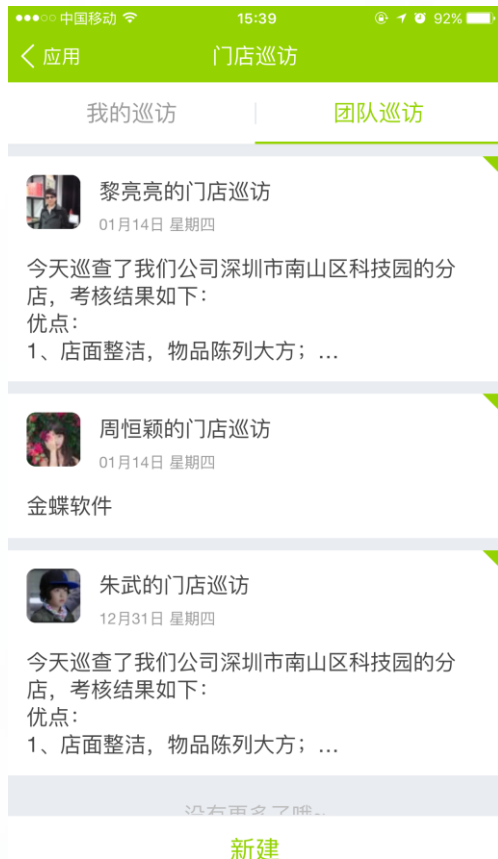 中国移动 15:39 92%
应用 门店巡访
我的巡访 团队巡访
黎亮亮的门店巡访
01月14日 星期四
今天巡查了我们公司深圳市南山区科技园的分
店，考核结果如下：
优点：
1、店面整洁，物品陈列大方；...
周恒颖的门店巡访
01月14日 星期四
金蝶软件
朱武的门店巡访
12月31日 星期四
今天巡查了我们公司深圳市南山区科技园的分
店，考核结果如下：
优点：
1、店面整洁，物品陈列大方；...
没有更多了哦~
新建